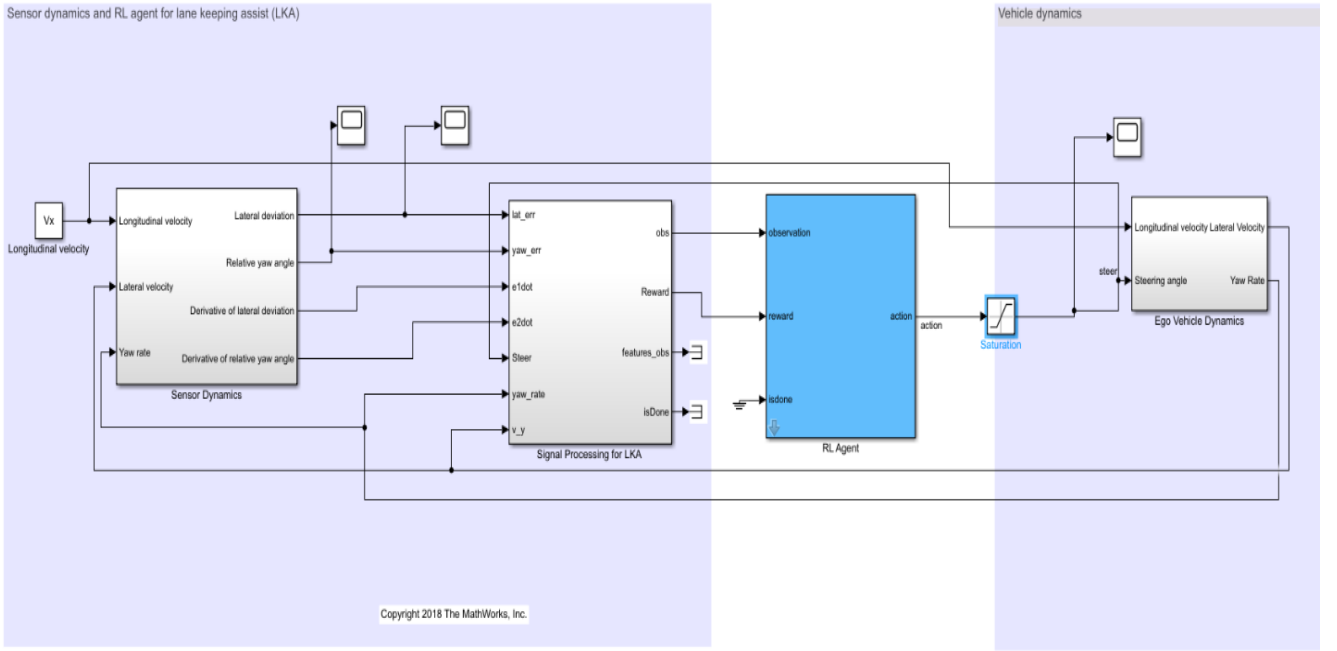 Sensor dynamics and RL agent for lane keeping assist (LKA)
Vehicle dynamics
Vx
Longitudinal velocity
Longitudinal velocity
Lateral velocity
Yaw rate
Lateral deviation
Relative yaw angle
Derivative of lateral deviation
Derivative of relative yaw angle
Sensor Dynamics
lat_err
yaw_err
e1dot
e2dot
Steer
yaw_rate
v_y
obs
Reward
features_obs
isDone
Signal Processing for LKA
observation
reward
isdone
action
RL Agent
action
Saturation
steer
Longitudinal velocity
Lateral Velocity
Steering angle
Yaw Rate
Ego Vehicle Dynamics
Copyright 2018 The MathWorks, Inc.